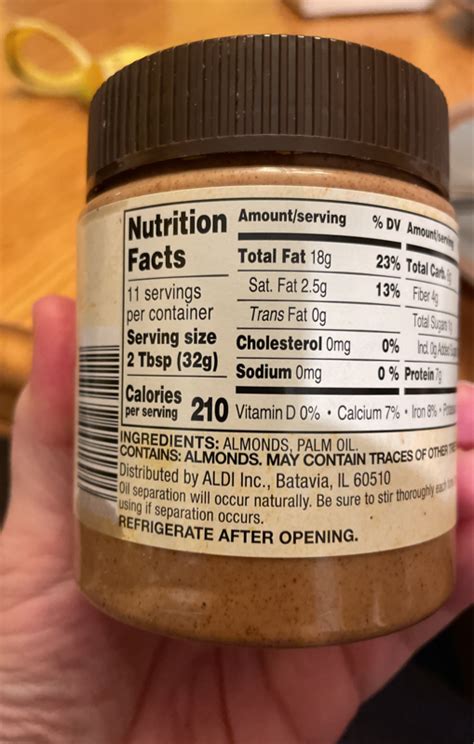 Nutrition Facts
11 servings per container
Serving size 2 Tbsp (32g)
Calories per serving 210
Amount/serving % DV
Total Fat 18g 23%
Sat. Fat 2.5g 13%
Trans Fat 0g
Cholesterol 0mg 0%
Sodium 0mg 0%
Amount/serving
Total Carb.
Fiber 4g
Total Sugars
Incl. 0g Added
Protein 7g
Vitamin D 0% • Calcium 7% • Iron 8% •
INGREDIENTS: ALMONDS, PALM OIL.
CONTAINS: ALMONDS. MAY CONTAIN TRACES OF OTHER
Distributed by ALDI Inc., Batavia, IL 60510
Oil separation will occur naturally. Be sure to stir thoroughly each
using if separation occurs.
REFRIGERATE AFTER OPENING.